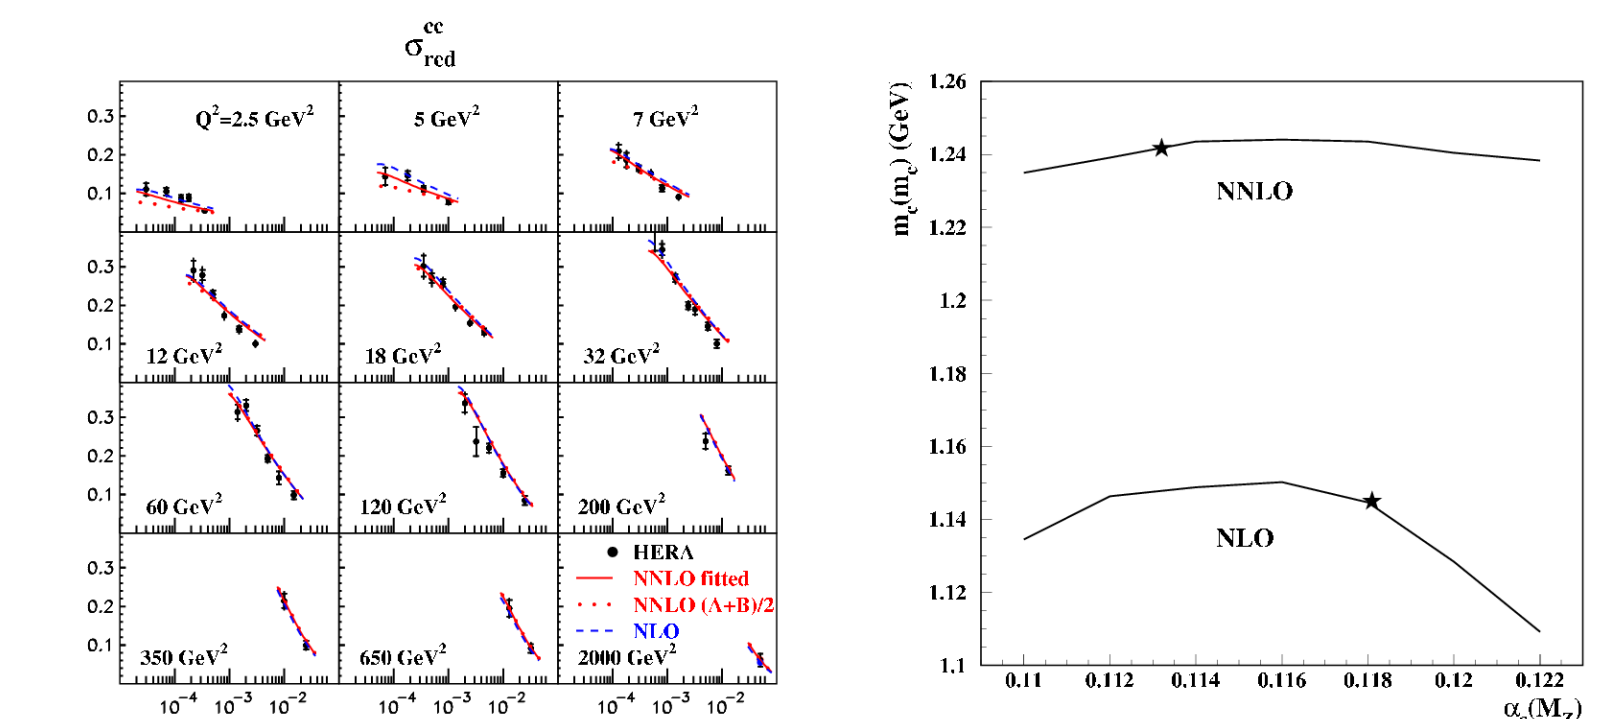 σ_red^cc
Q²=2.5 GeV² 5 GeV² 7 GeV²
0.3
0.2
0.1
12 GeV² 18 GeV² 32 GeV²
0.3
0.2
0.1
60 GeV² 120 GeV² 200 GeV²
0.3
0.2
0.1
350 GeV² 650 GeV² 2000 GeV²
0.3
0.2
0.1
HERA
NNLO fitted
NNLO (A+B)/2
NLO
10⁻⁴ 10⁻³ 10⁻² 10⁻⁴ 10⁻³ 10⁻² 10⁻⁴ 10⁻³ 10⁻²
m_c(m_c) (GeV)
1.26
1.24
1.22
1.2
1.18
1.16
1.14
1.12
1.1
NNLO
NLO
0.11 0.112 0.114 0.116 0.118 0.12 0.122
α_s(M_Z)